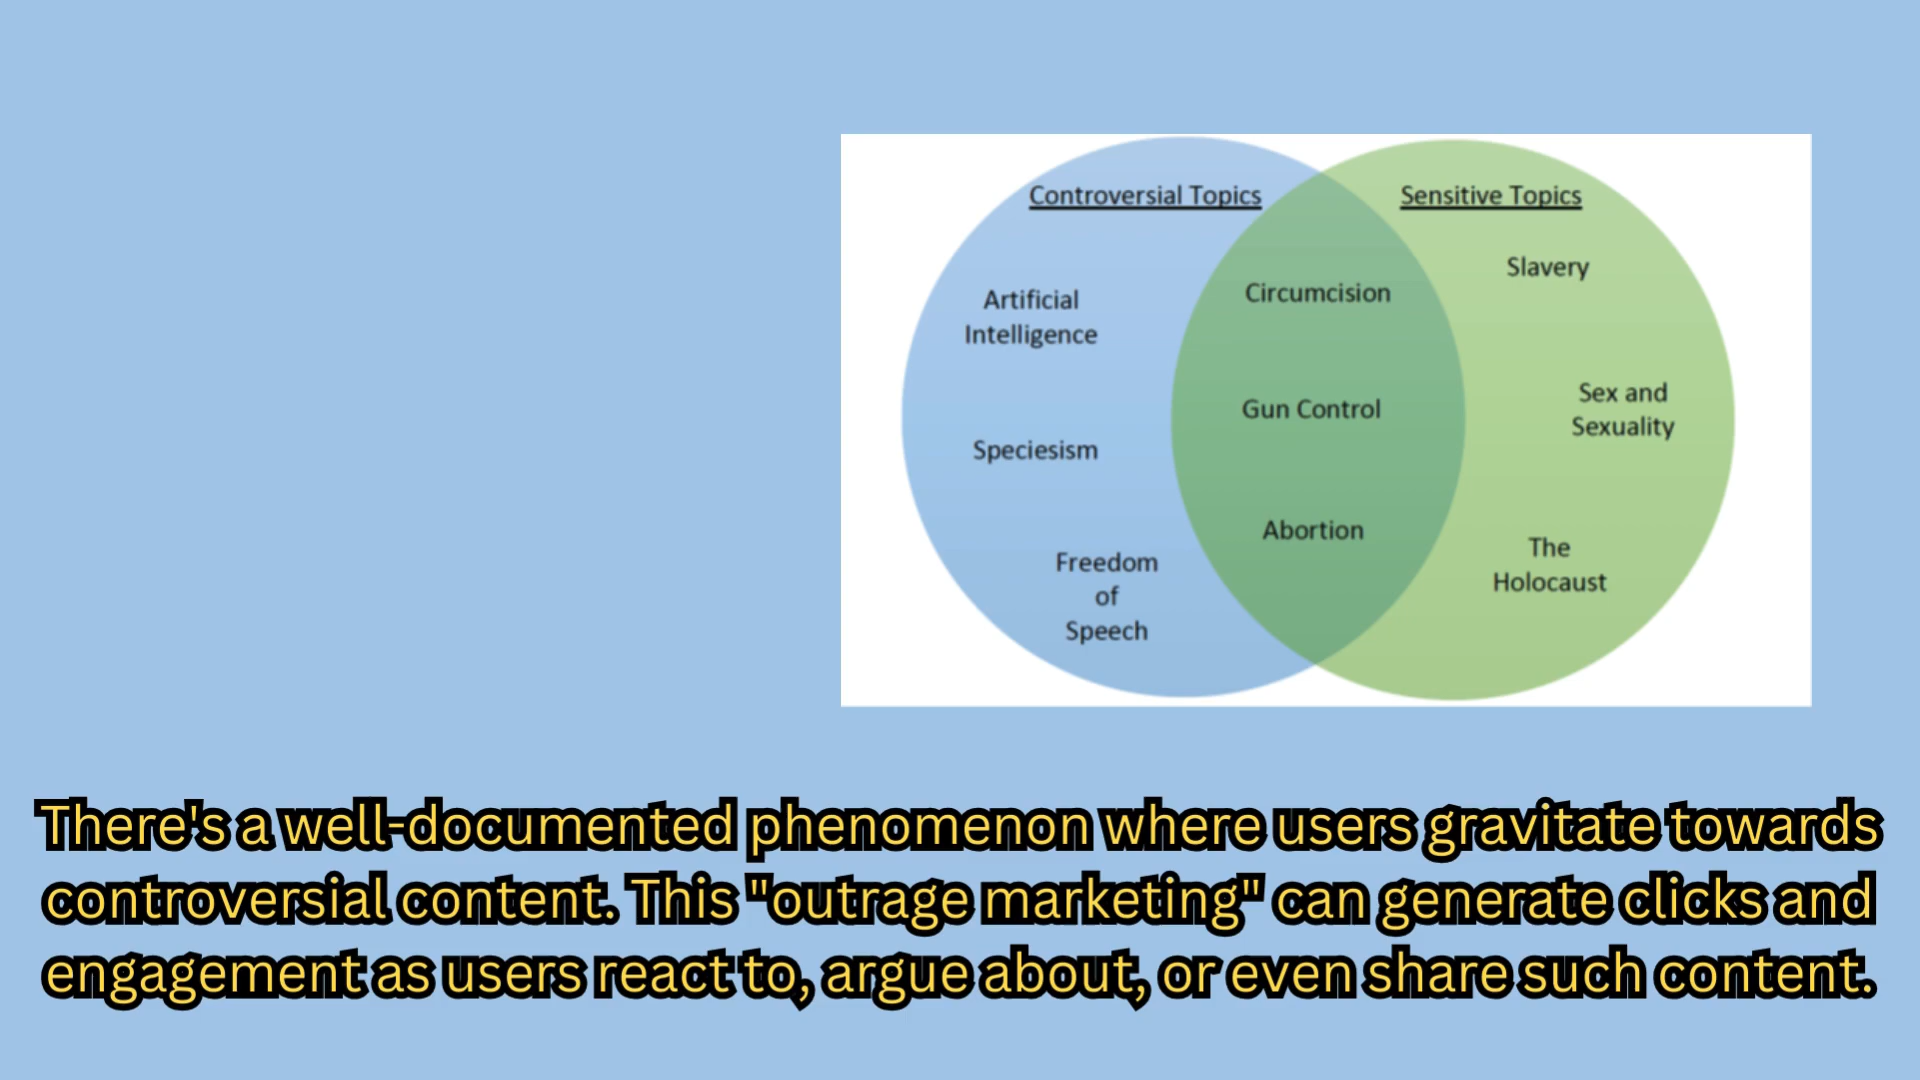 Controversial Topics
Sensitive Topics
Artificial
Intelligence
Speciesism
Freedom
of
Speech
Circumcision
Gun Control
Abortion
Slavery
Sex and
Sexuality
The
Holocaust
There's a well-documented phenomenon where users gravitate towards
controversial content. This "outrage marketing" can generate clicks and
engagement as users react to, argue about, or even share such content.